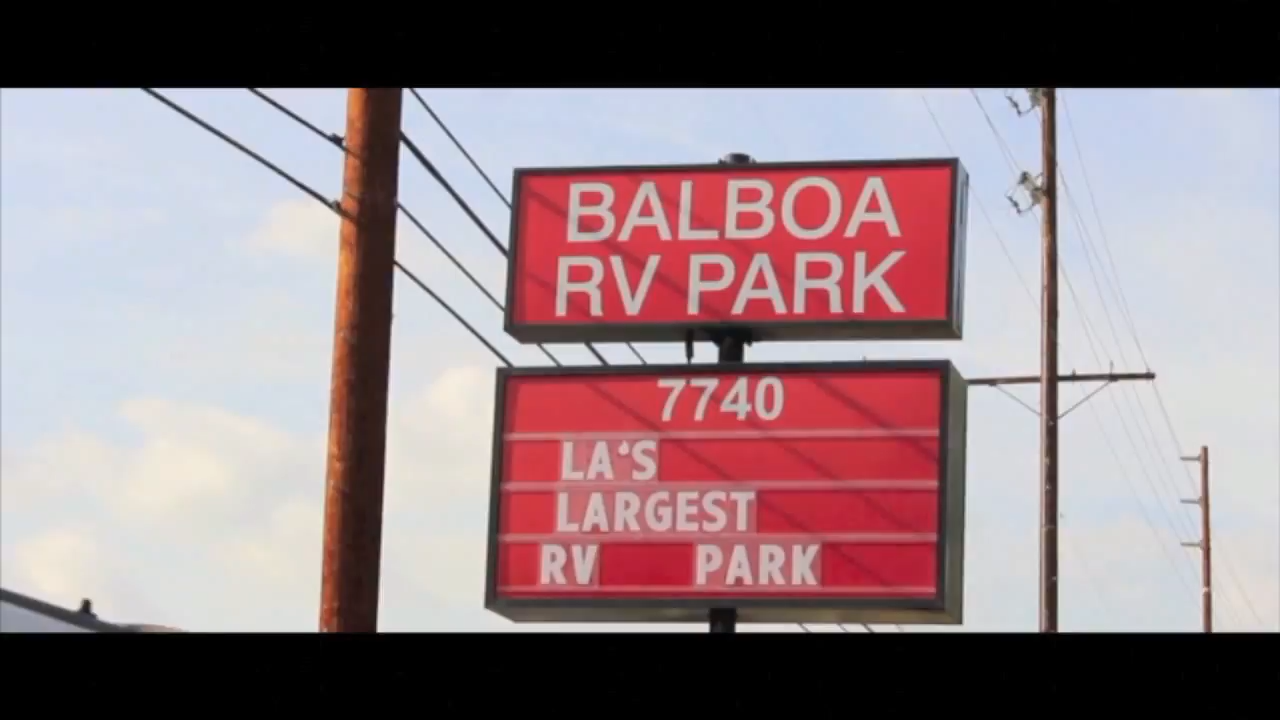 BALBOA
RV PARK
7740
LA'S
LARGEST
RV PARK